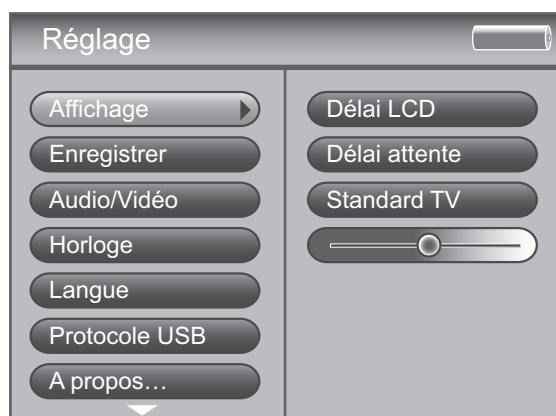 Réglage
Affichage
Enregistrer
Audio/Vidéo
Horloge
Langue
Protocole USB
A propos…
Délai LCD
Délai attente
Standard TV